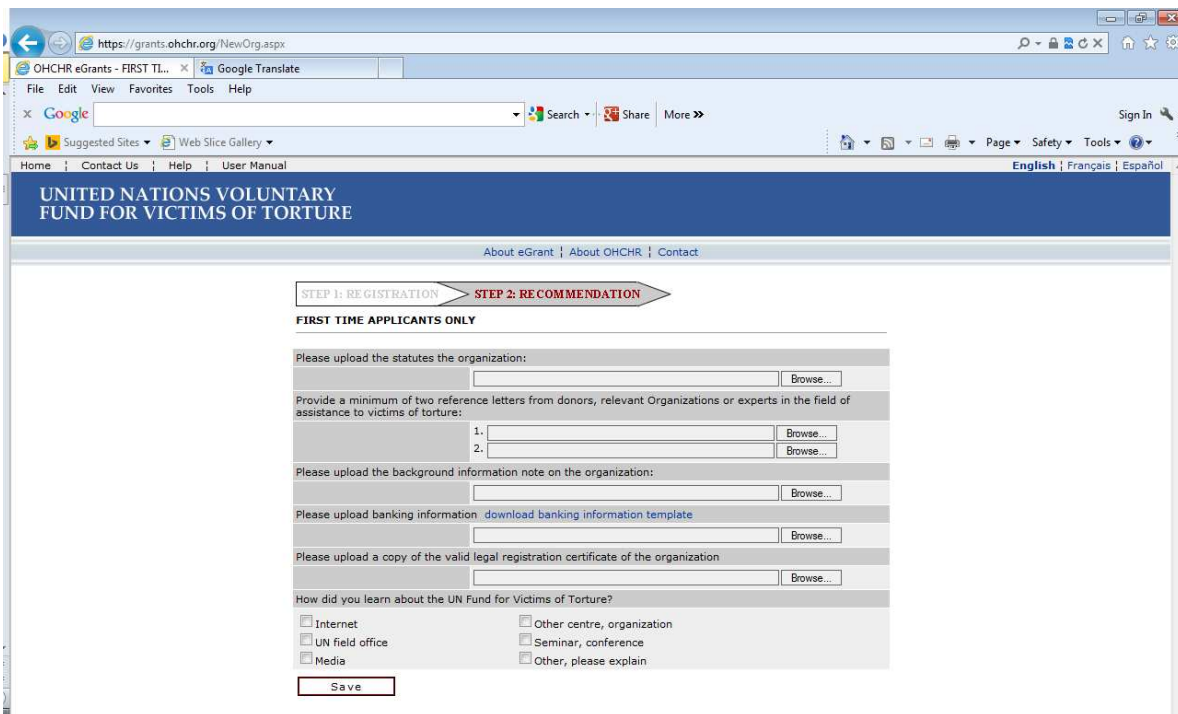 https://grants.ohchr.org/NewOrg.aspx
OHCHR eGrants - FIRST TI... Google Translate
File Edit View Favorites Tools Help
x Google Search Share More » Sign In
Suggested Sites Web Slice Gallery Page Safety Tools
Home ¦ Contact Us ¦ Help ¦ User Manual English ¦ Français ¦ Español
UNITED NATIONS VOLUNTARY
FUND FOR VICTIMS OF TORTURE
About eGrant ¦ About OHCHR ¦ Contact
STEP 1: REGISTRATION STEP 2: RECOMMENDATION
FIRST TIME APPLICANTS ONLY
Please upload the statutes the organization:
Browse...
Provide a minimum of two reference letters from donors, relevant Organizations or experts in the field of
assistance to victims of torture:
1. Browse...
2. Browse...
Please upload the background information note on the organization:
Browse...
Please upload banking information download banking information template
Browse...
Please upload a copy of the valid legal registration certificate of the organization
Browse...
How did you learn about the UN Fund for Victims of Torture?
Internet Other centre, organization
UN field office Seminar, conference
Media Other, please explain
Save